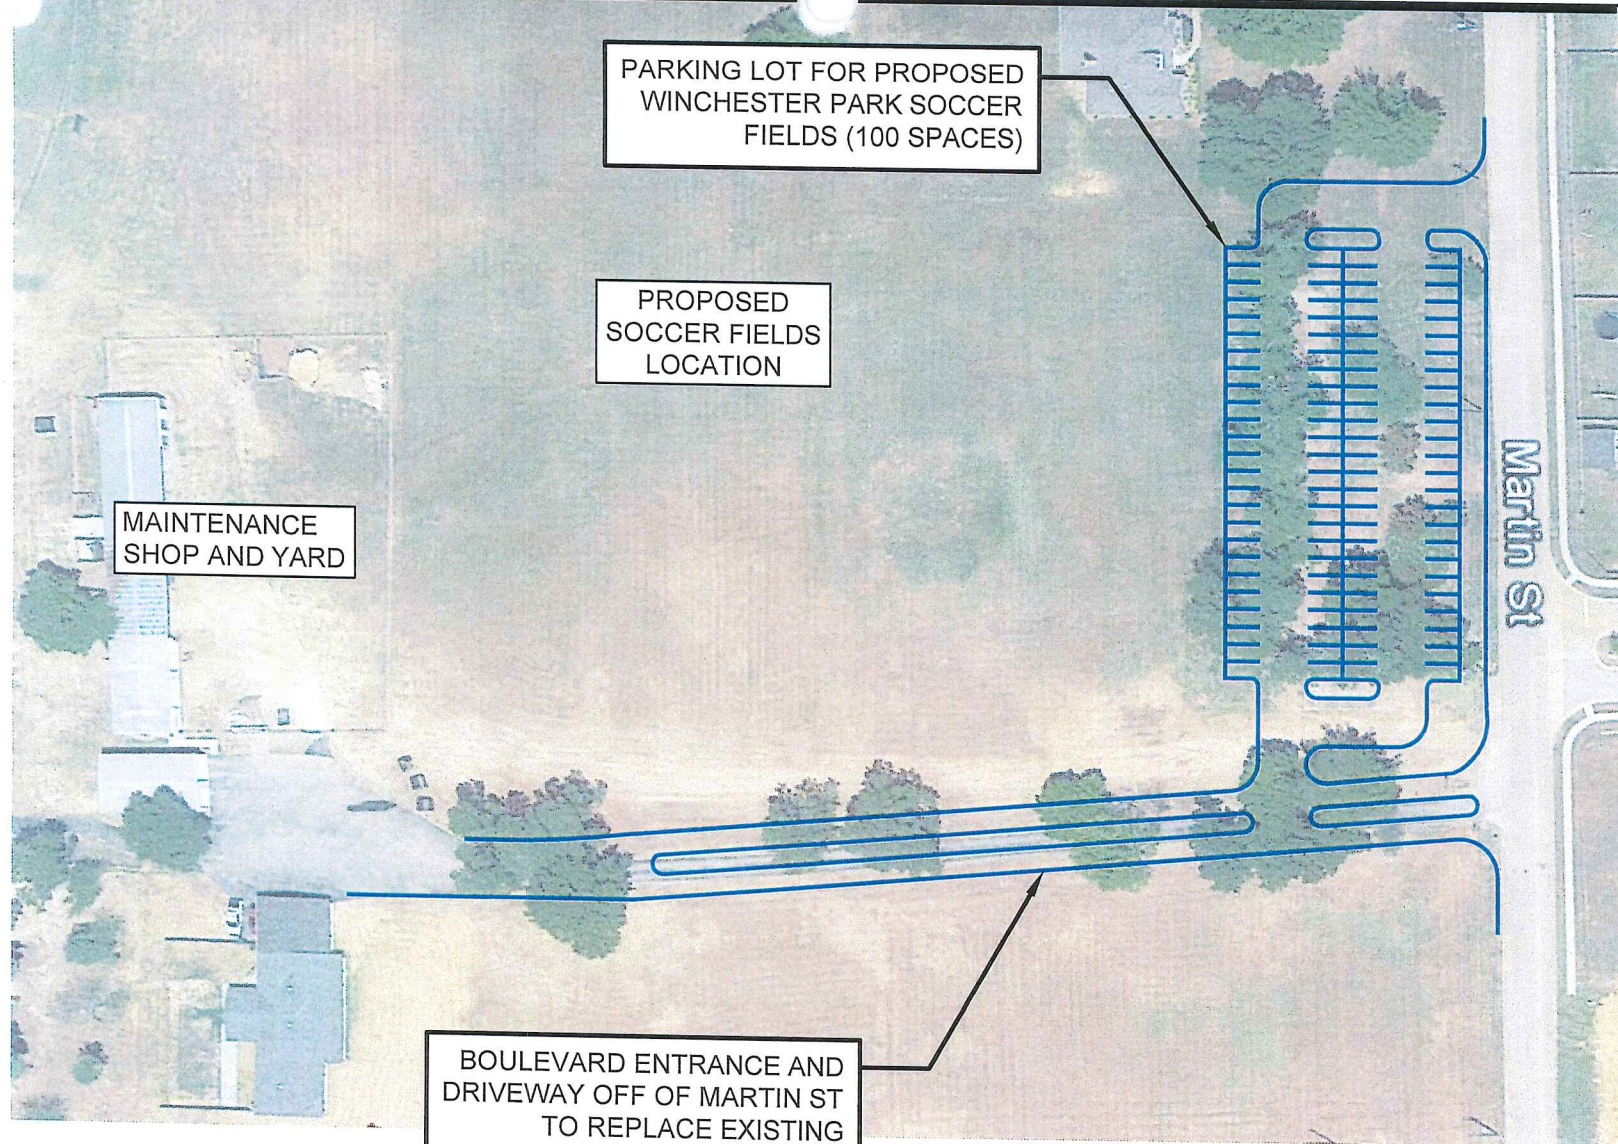 PARKING LOT FOR PROPOSED
WINCHESTER PARK SOCCER
FIELDS (100 SPACES)
PROPOSED
SOCCER FIELDS
LOCATION
MAINTENANCE
SHOP AND YARD
Martin St
BOULEVARD ENTRANCE AND
DRIVEWAY OFF OF MARTIN ST
TO REPLACE EXISTING